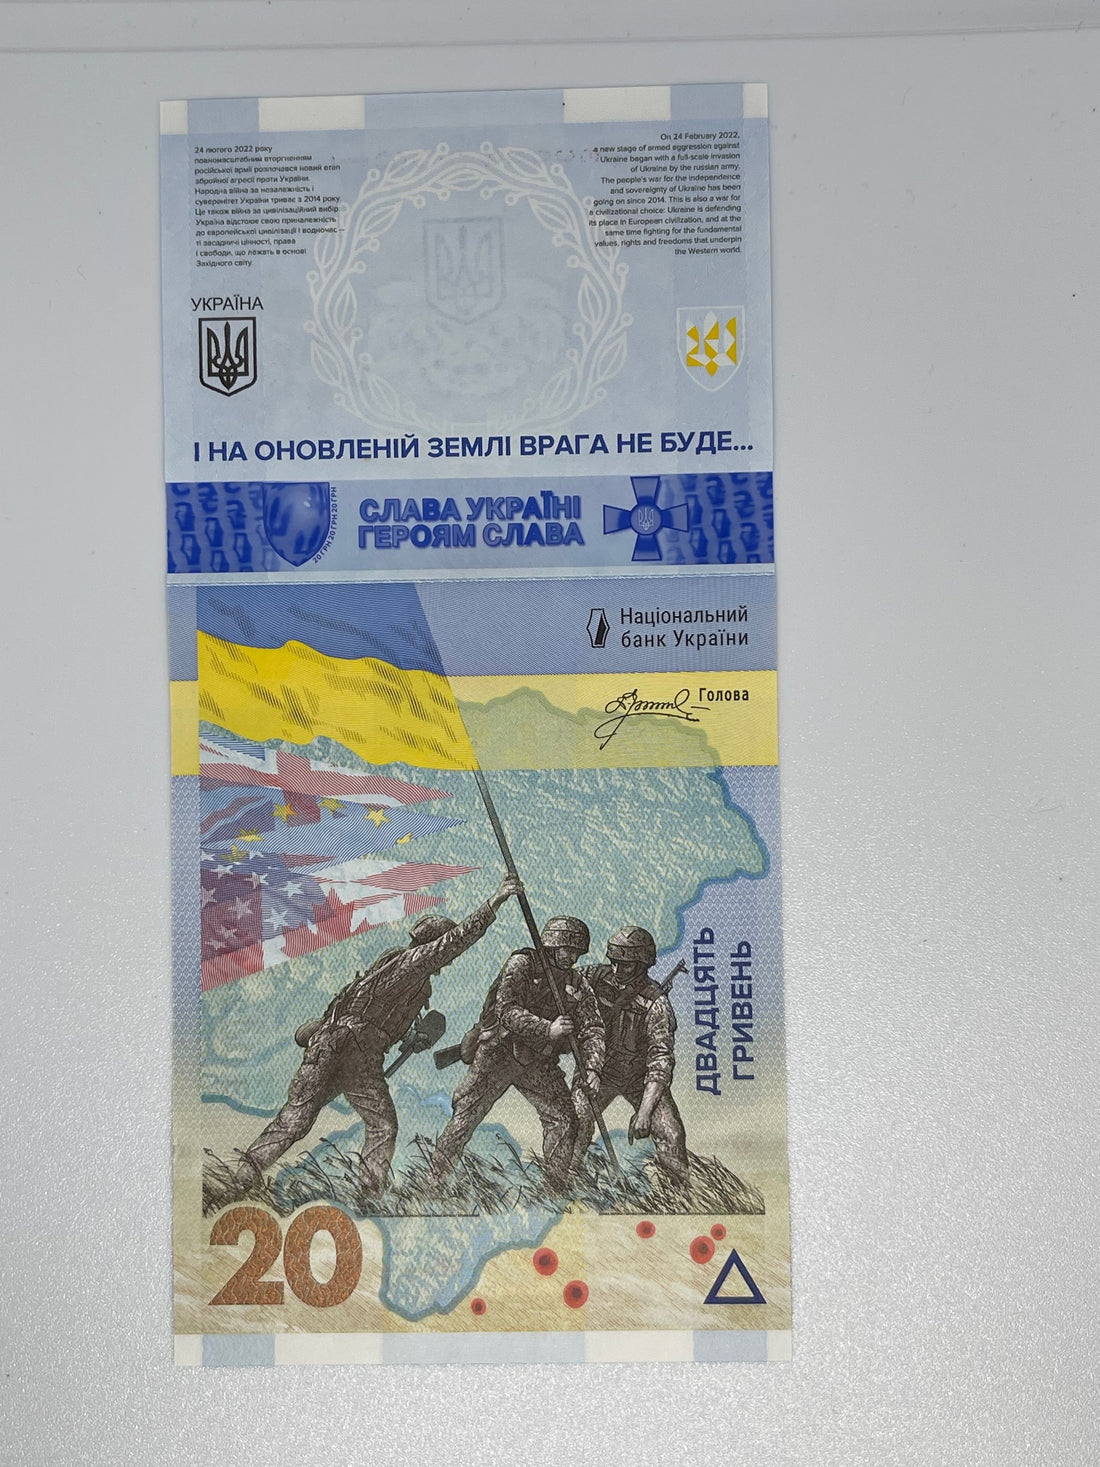 24 лютого 2022 року
повномасштабним вторгненням
російської армії розпочався новий етап
збройної агресії проти України.
Народна війна за незалежність і
суверенітет України триває з 2014 року.
Це також війна за цивілізаційний вибір:
Україна відстоює свою приналежність
до європейської цивілізації і водночас –
ті засадничі цінності, права
і свободи, що лежать в основі
Західного світу.
On 24 February 2022,
a new stage of armed aggression against
Ukraine began with a full-scale invasion
of Ukraine by the russian army.
The people's war for the independence
and sovereignty of Ukraine has been
going on since 2014. This is also a war for
a civilizational choice: Ukraine is defending
its place in European civilization, and at the
same time fighting for the fundamental
values, rights and freedoms that underpin
the Western world.
УКРАЇНА
І НА ОНОВЛЕНІЙ ЗЕМЛІ ВРАГА НЕ БУДЕ...
20 ГРН 20 ГРН 20 ГРН
СЛАВА УКРАЇНІ
ГЕРОЯМ СЛАВА
Національний
банк України
Голова
ДВАДЦЯТЬ
ГРИВЕНЬ
20